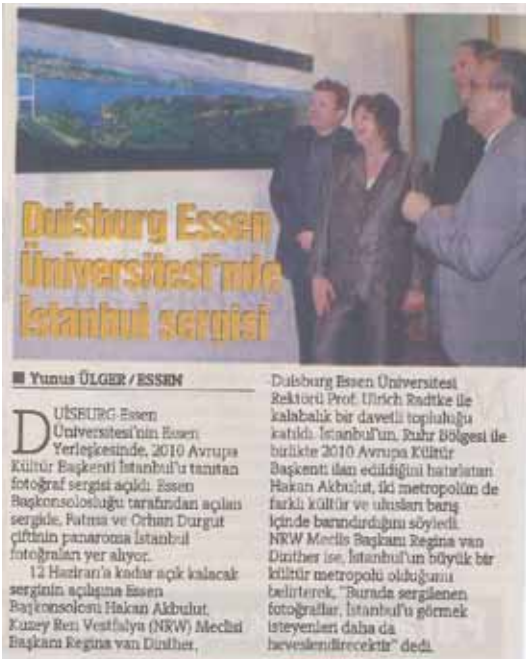 Duisburg Essen
Üniversitesi'nde
İstanbul sergisi
■ Yunus ÜLGER / ESSEN
DUİSBURG-Essen
Üniversitesi'nin Essen
Yerleşkesinde, 2010 Avrupa
Kültür Başkenti İstanbul'u tanıtan
fotoğraf sergisi açıldı. Essen
Başkonsolosluğu tarafından açılan
sergide, Fatma ve Orhan Durgut
çiftinin panaroma İstanbul
fotoğrafları yer alıyor.
12 Haziran'a kadar açık kalacak
serginin açılışına Essen
Başkonsolosu Hakan Akbulut,
Kuzey Ren Vestfalya (NRW) Meclisi
Başkanı Regina van Dinther,
Duisburg Essen Üniversitesi
Rektörü Prof. Ulrich Radtke ile
kalabalık bir davetli topluluğu
katıldı. İstanbul'un, Ruhr Bölgesi ile
birlikte 2010 Avrupa Kültür
Başkenti ilan edildiğini hatırlatan
Hakan Akbulut, iki metropolün de
farklı kültür ve ulusları barış
içinde barındırdığını söyledi.
NRW Meclis Başkanı Regina van
Dinther ise, İstanbul'un büyük bir
kültür metropolü olduğunu
belirterek, "Burada sergilenen
fotoğraflar, İstanbul'u görmek
isteyenleri daha da
heveslendirecektir" dedi.